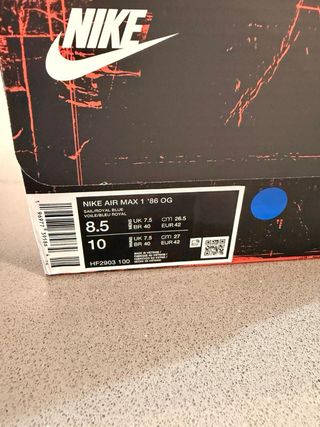 NIKE
NIKE AIR MAX 1 '86 OG
SAIL/ROYAL BLUE
VOILE/BLEU ROYAL
8.5 UK 7.5 cm 26.5
BR 40 EUR 42
10 UK 7.5 cm 27
BR 40 EUR 42
HF2903 100